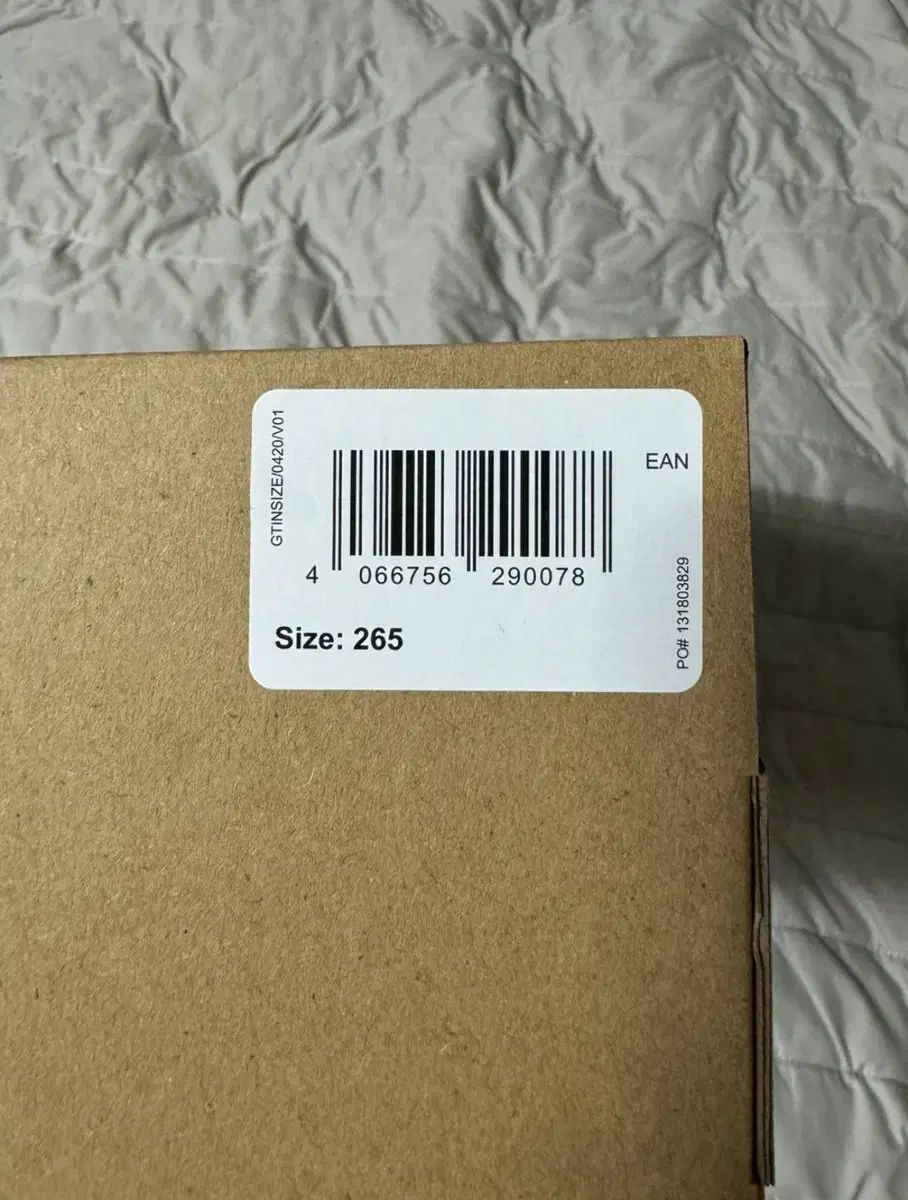 GTINSIZE/0420/V01
EAN
4 066756 290078
Size: 265
PO# 131803829